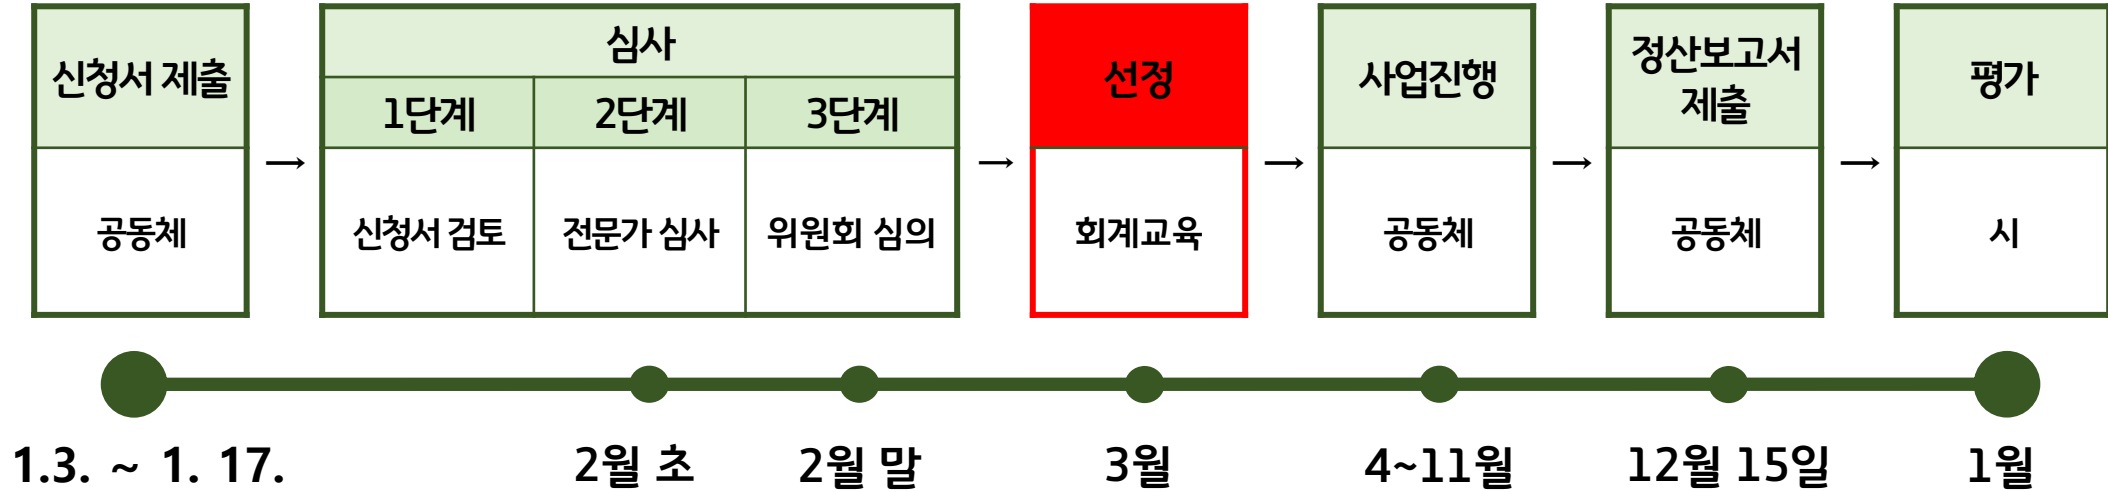 신청서 제출
심사
1단계
2단계
3단계
선정
사업진행
정산보고서
제출
평가
공동체
→
신청서 검토
전문가 심사
위원회 심의
→
회계교육
→
공동체
→
공동체
→
시
1.3. ~ 1. 17.
2월 초
2월 말
3월
4~11월
12월 15일
1월